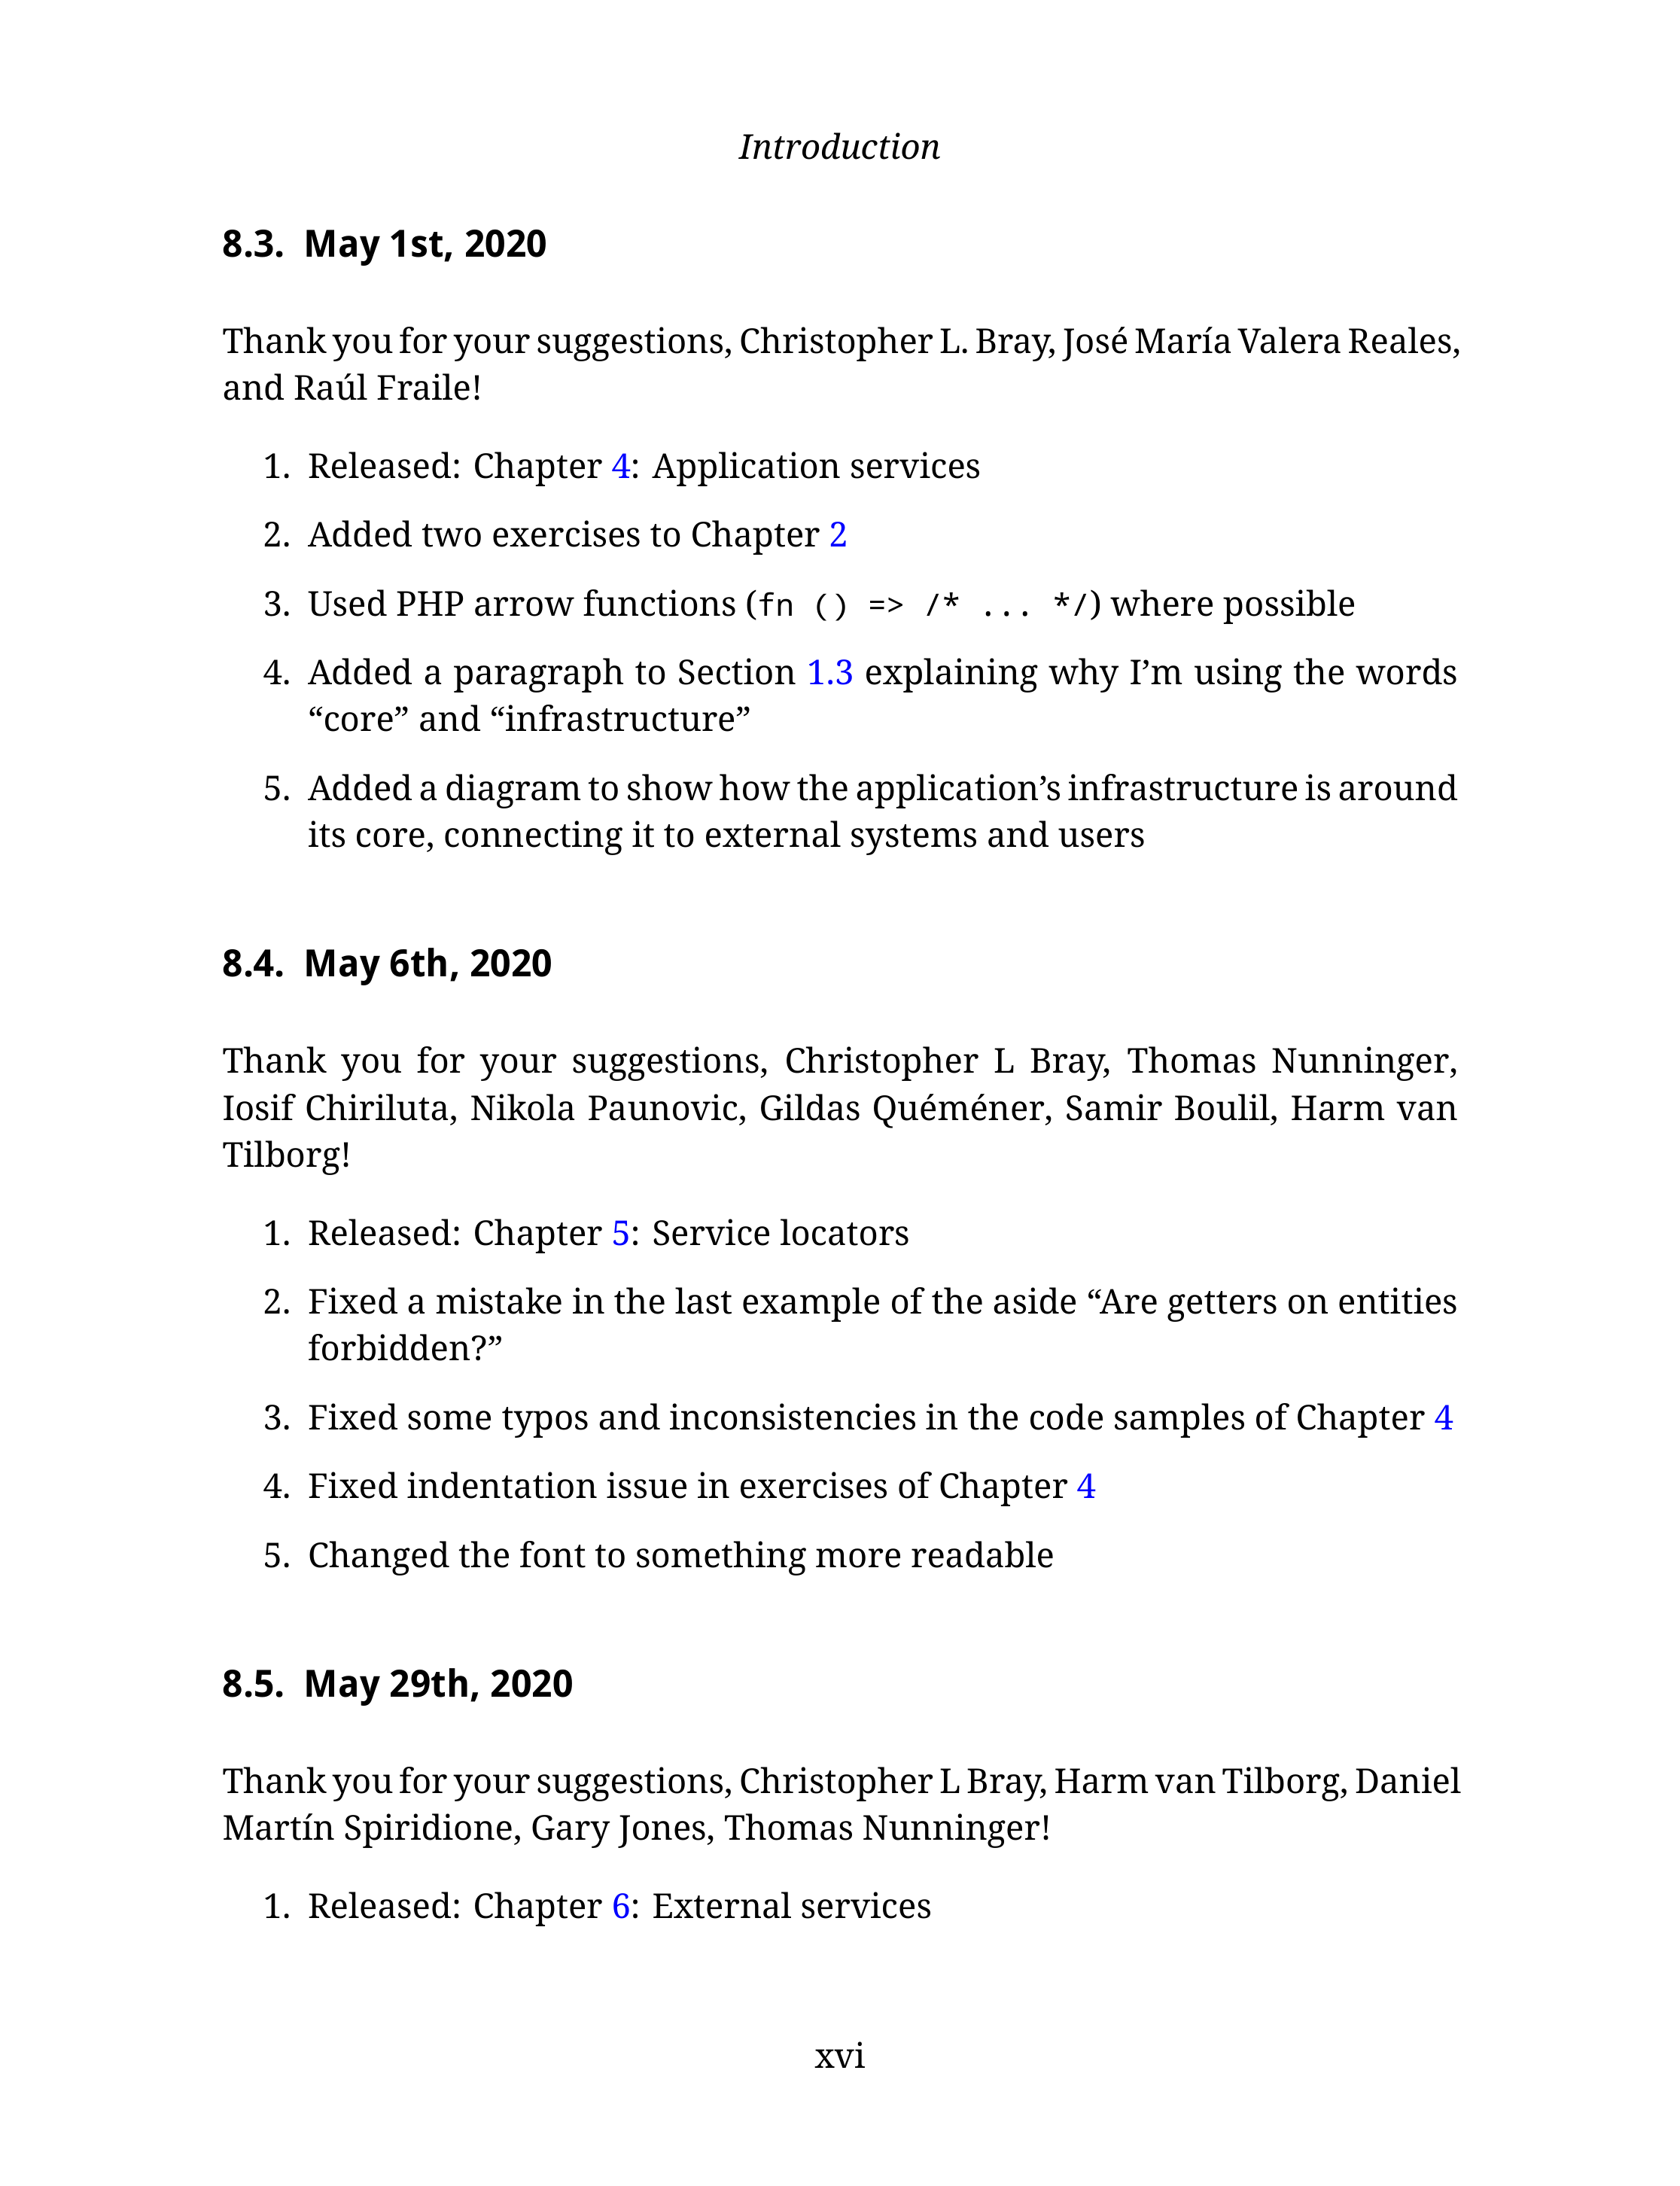 Introduction
8.3. May 1st, 2020
Thank you for your suggestions, Christopher L. Bray, José María Valera Reales,
and Raúl Fraile!
1. Released: Chapter 4: Application services
2. Added two exercises to Chapter 2
3. Used PHP arrow functions (fn () => /* ... */) where possible
4. Added a paragraph to Section 1.3 explaining why I’m using the words
“core” and “infrastructure”
5. Added a diagram to show how the application’s infrastructure is around
its core, connecting it to external systems and users
8.4. May 6th, 2020
Thank you for your suggestions, Christopher L Bray, Thomas Nunninger,
Iosif Chiriluta, Nikola Paunovic, Gildas Quéméner, Samir Boulil, Harm van
Tilborg!
1. Released: Chapter 5: Service locators
2. Fixed a mistake in the last example of the aside “Are getters on entities
forbidden?”
3. Fixed some typos and inconsistencies in the code samples of Chapter 4
4. Fixed indentation issue in exercises of Chapter 4
5. Changed the font to something more readable
8.5. May 29th, 2020
Thank you for your suggestions, Christopher L Bray, Harm van Tilborg, Daniel
Martín Spiridione, Gary Jones, Thomas Nunninger!
1. Released: Chapter 6: External services
xvi